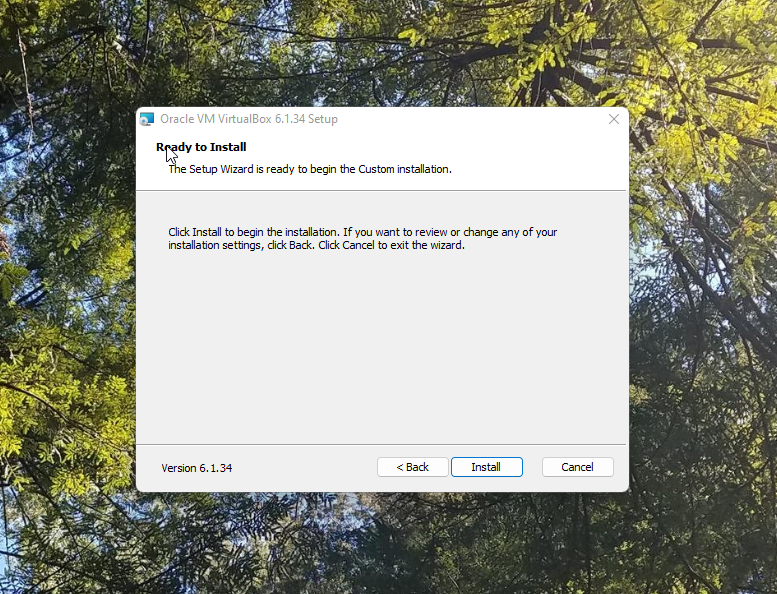 Oracle VM VirtualBox 6.1.34 Setup
Ready to Install
The Setup Wizard is ready to begin the Custom installation.
Click Install to begin the installation. If you want to review or change any of your
installation settings, click Back. Click Cancel to exit the wizard.
Version 6.1.34
< Back
Install
Cancel